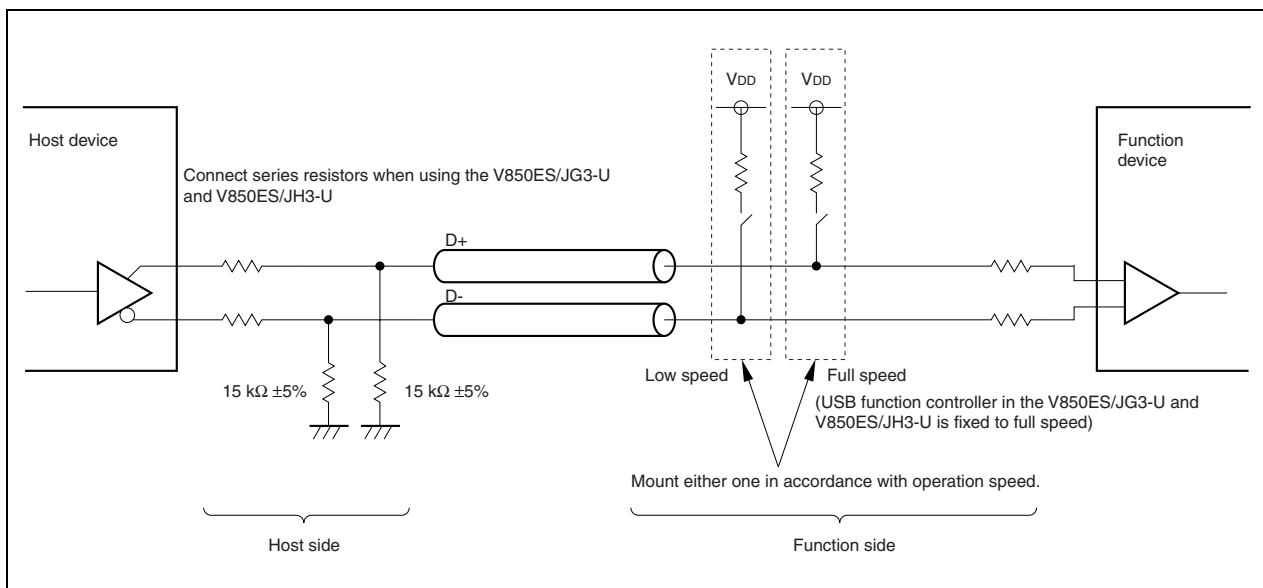 VDD
VDD
Host device
Function
device
Connect series resistors when using the V850ES/JG3-U
and V850ES/JH3-U
D+
D-
15 kΩ ±5%
15 kΩ ±5%
Low speed
Full speed
(USB function controller in the V850ES/JG3-U and
V850ES/JH3-U is fixed to full speed)
Mount either one in accordance with operation speed.
Host side
Function side